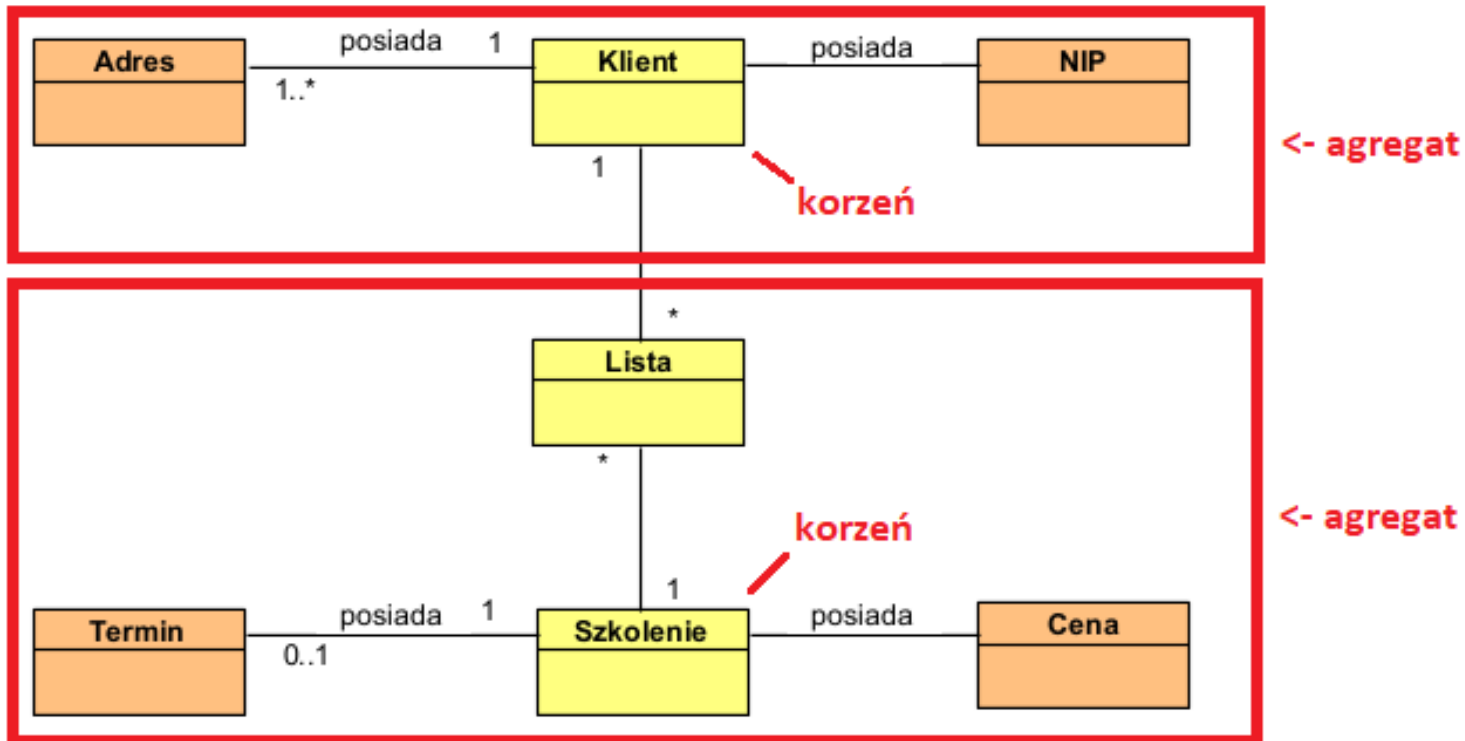 Adres
posiada
1
1..*
Klient
posiada
NIP
<- agregat
1
korzeń
*
Lista
*
korzeń
<- agregat
1
Termin
posiada
1
0..1
Szkolenie
posiada
Cena